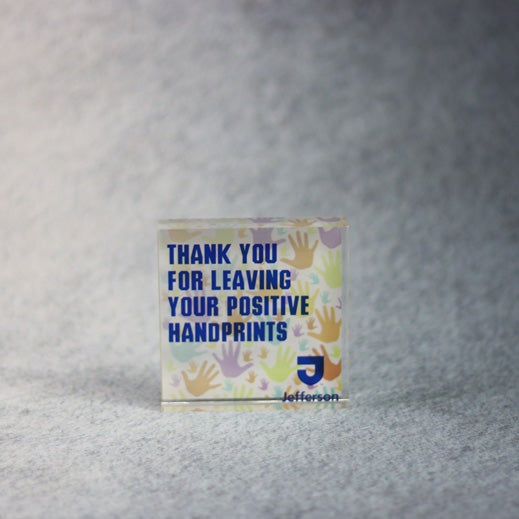 THANK YOU
FOR LEAVING
YOUR POSITIVE
HANDPRINTS
Jefferson